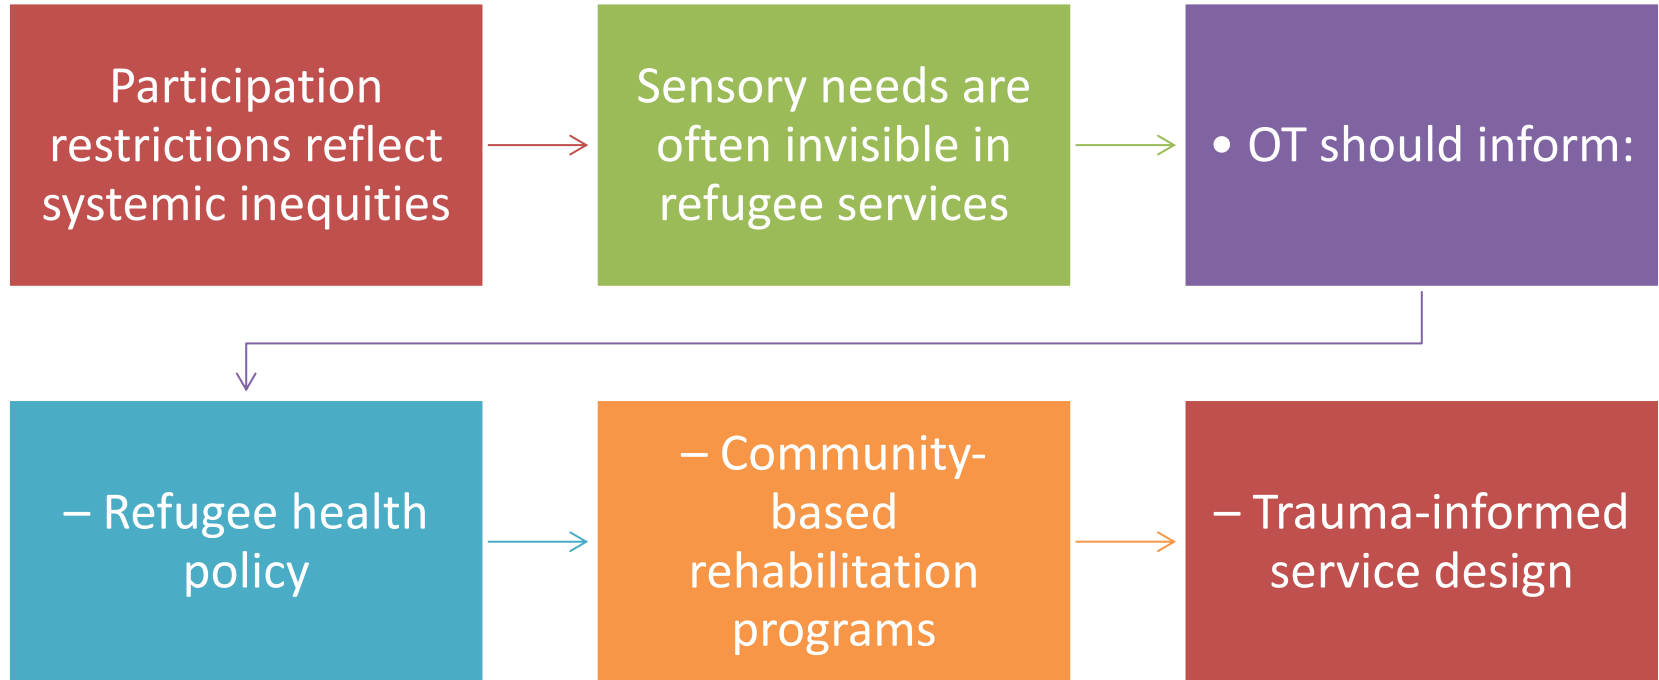 Participation
restrictions reflect
systemic inequities
Sensory needs are
often invisible in
refugee services
• OT should inform:
– Refugee health
policy
– Community-
based
rehabilitation
programs
– Trauma-informed
service design